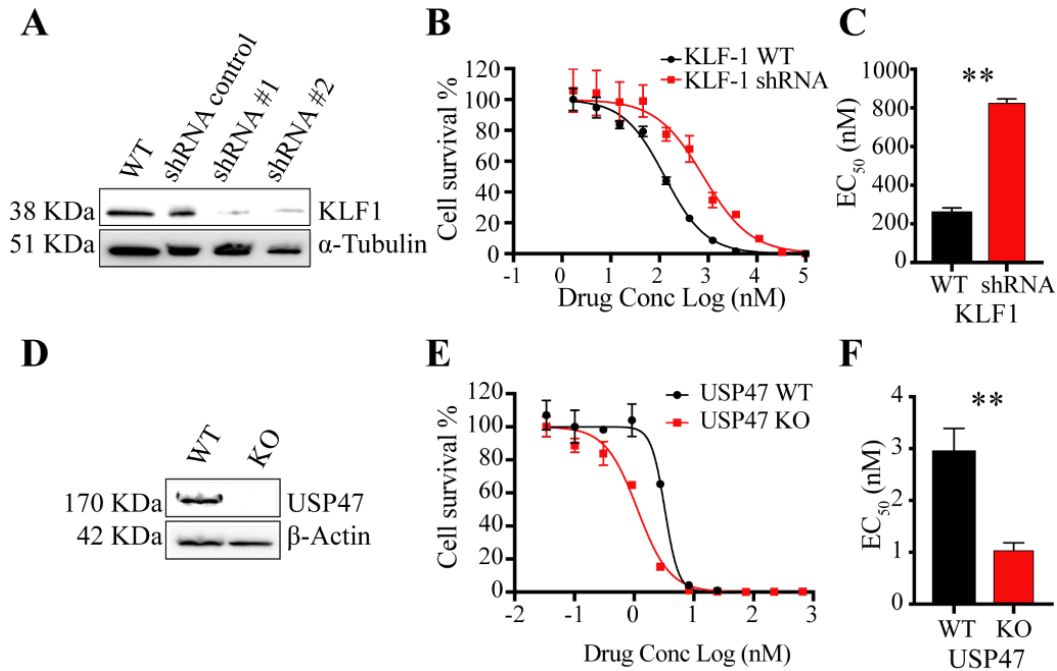 A
WT
shRNA control
shRNA #1
shRNA #2
38 KDa
KLF1
51 KDa
α-Tubulin
B
KLF-1 WT
KLF-1 shRNA
Cell survival %
120
100
80
60
40
20
0
-1
0
1
2
3
4
5
Drug Conc Log (nM)
C
**
EC50 (nM)
1000
800
600
400
200
0
WT shRNA
KLF1
D
WT
KO
170 KDa
USP47
42 KDa
β-Actin
E
USP47 WT
USP47 KO
Cell survival %
120
100
80
60
40
20
0
-2
-1
0
1
2
3
Drug Conc Log (nM)
F
**
EC50 (nM)
4
3
2
1
0
WT KO
USP47